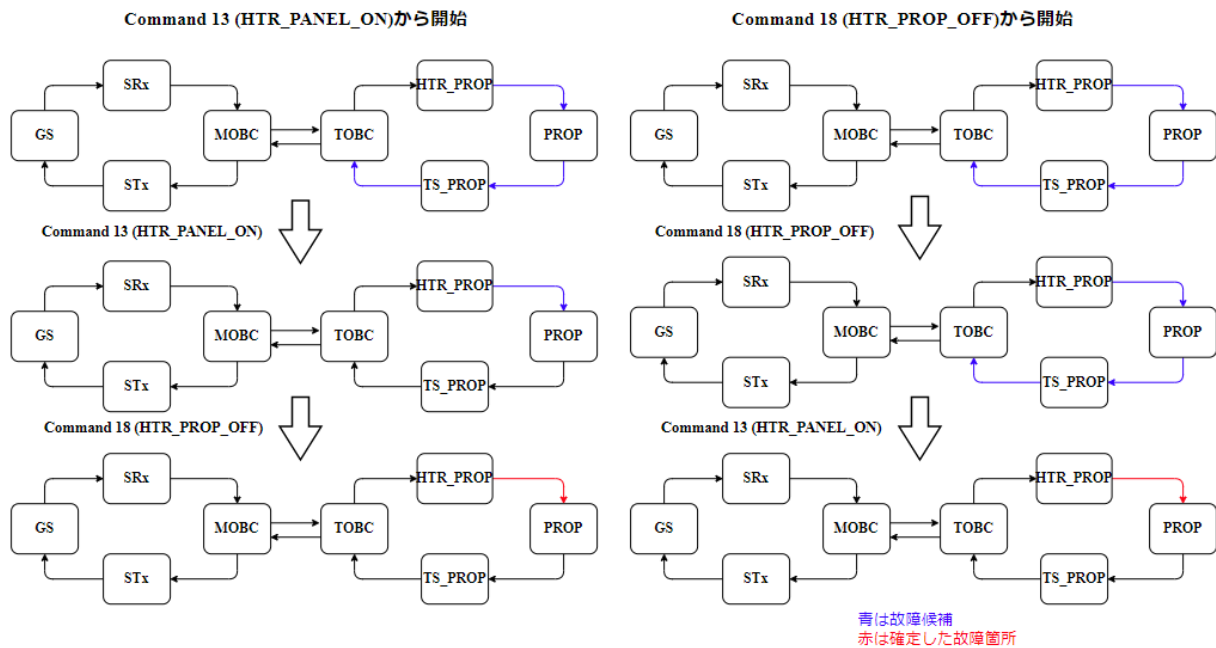 Command 13 (HTR_PANEL_ON)から開始
SRx
HTR_PROP
GS
MOBC
TOBC
PROP
STx
TS_PROP
Command 13 (HTR_PANEL_ON)
SRx
HTR_PROP
GS
MOBC
TOBC
PROP
STx
TS_PROP
Command 18 (HTR_PROP_OFF)
SRx
HTR_PROP
GS
MOBC
TOBC
PROP
STx
TS_PROP
Command 18 (HTR_PROP_OFF)から開始
SRx
HTR_PROP
GS
MOBC
TOBC
PROP
STx
TS_PROP
Command 18 (HTR_PROP_OFF)
SRx
HTR_PROP
GS
MOBC
TOBC
PROP
STx
TS_PROP
Command 13 (HTR_PANEL_ON)
SRx
HTR_PROP
GS
MOBC
TOBC
PROP
STx
TS_PROP
青は故障候補
赤は確定した故障箇所